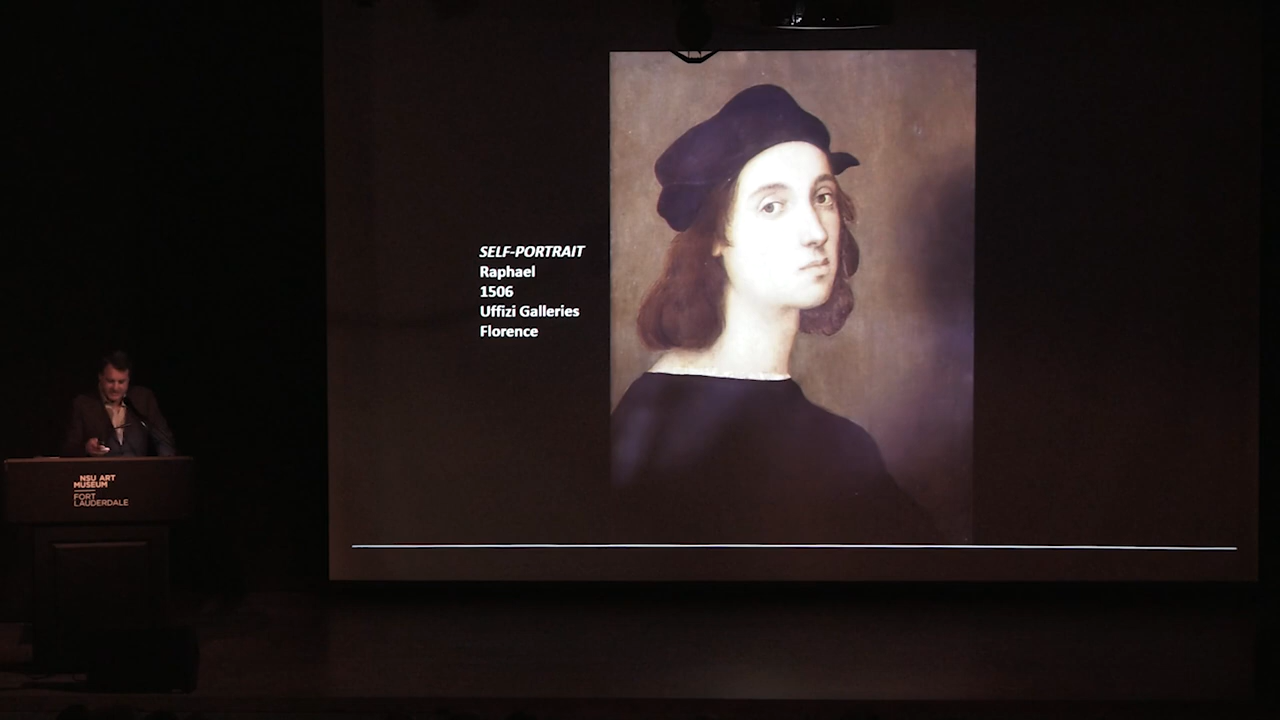 SELF-PORTRAIT
Raphael
1506
Uffizi Galleries
Florence
NSU ART
MUSEUM
FORT
LAUDERDALE